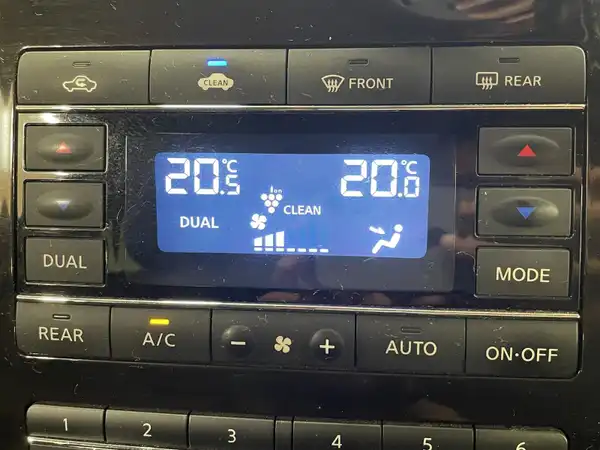 CLEAN
FRONT
REAR
20.5°C
20.0°C
ion
DUAL
CLEAN
DUAL
MODE
REAR
A/C
-
+
AUTO
ON·OFF
1
2
3
4
5
6